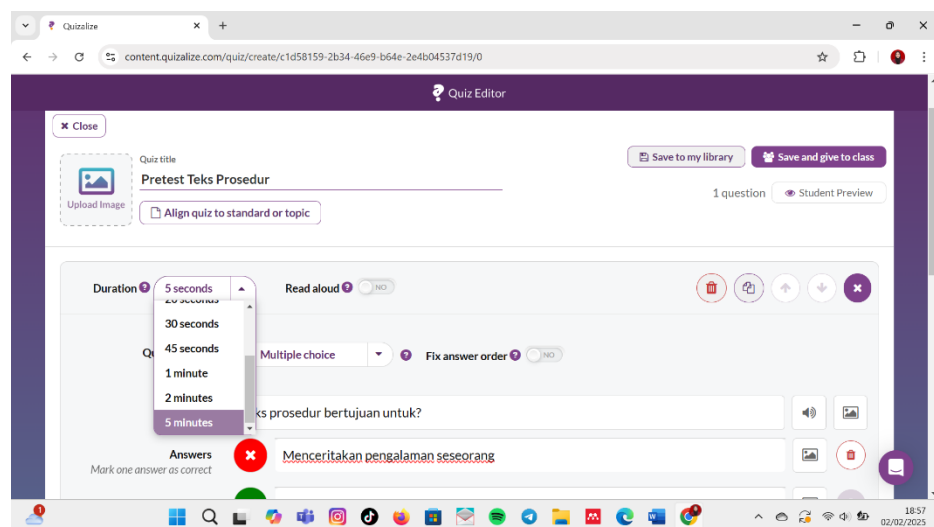 Quizalize
content.quizalize.com/quiz/create/c1d58159-2b34-46e9-b64e-2e4b04537d19/0
Quiz Editor
Close
Quiz title
Pretest Teks Prosedur
Save to my library
Save and give to class
Upload Image
Align quiz to standard or topic
1 question
Student Preview
Duration
5 seconds
Read aloud
NO
20 seconds
30 seconds
45 seconds
1 minute
2 minutes
5 minutes
Multiple choice
Fix answer order
NO
prosedur bertujuan untuk?
Answers
Mark one answer as correct
Menceritakan pengalaman seseorang
18:57
02/02/2025